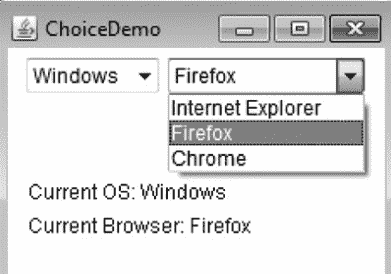 ChoiceDemo
Windows Firefox
Internet Explorer
Firefox
Chrome
Current OS: Windows
Current Browser: Firefox